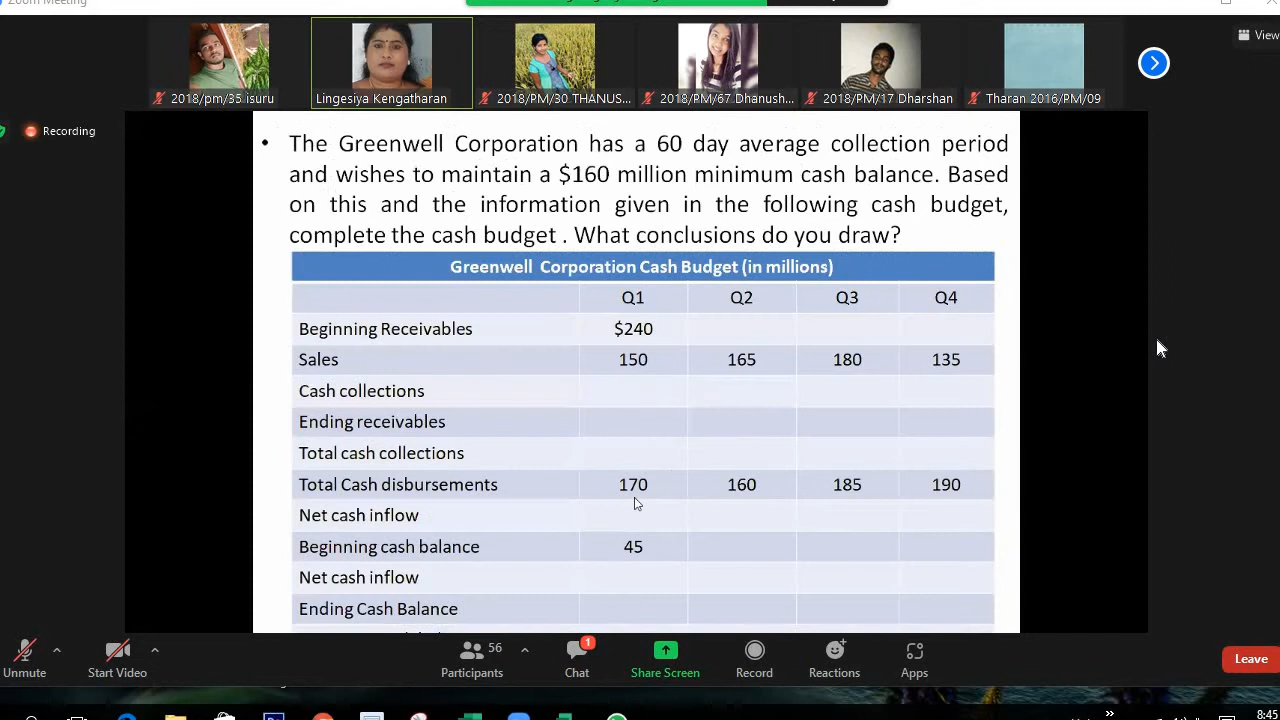 Zoom Meeting
View
2018/pm/35 isuru
Lingesiya Kengatharan
2018/PM/30 THANUS...
2018/PM/67 Dhanush...
2018/PM/17 Dharshan
Tharan 2016/PM/09
Recording
• The Greenwell Corporation has a 60 day average collection period
and wishes to maintain a $160 million minimum cash balance. Based
on this and the information given in the following cash budget,
complete the cash budget . What conclusions do you draw?
Greenwell Corporation Cash Budget (in millions)
Q1 Q2 Q3 Q4
Beginning Receivables $240
Sales 150 165 180 135
Cash collections
Ending receivables
Total cash collections
Total Cash disbursements 170 160 185 190
Net cash inflow
Beginning cash balance 45
Net cash inflow
Ending Cash Balance
56
1
Unmute
Start Video
Participants
Chat
Share Screen
Record
Reactions
Apps
Leave
8:45